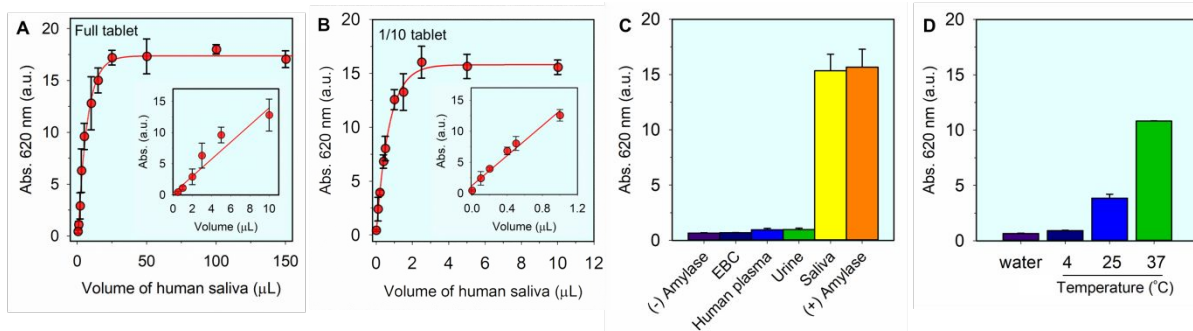 A
Full tablet
Abs. 620 nm (a.u.)
20
15
10
5
0
0
50
100
150
Volume of human saliva (μL)
Abs. (a.u.)
15
10
5
0
0
2
4
6
8
10
Volume (μL)
B
1/10 tablet
Abs. 620 nm (a.u.)
20
15
10
5
0
0
2
4
6
8
10
12
Volume of human saliva (μL)
Abs. (a.u.)
15
10
5
0
0.0
0.4
0.8
1.2
Volume (μL)
C
Abs. 620 nm (a.u.)
20
15
10
5
0
(-) Amylase
EBC
Human plasma
Urine
Saliva
(+) Amylase
D
Abs. 620 nm (a.u.)
20
15
10
5
0
water
4
25
37
Temperature (°C)